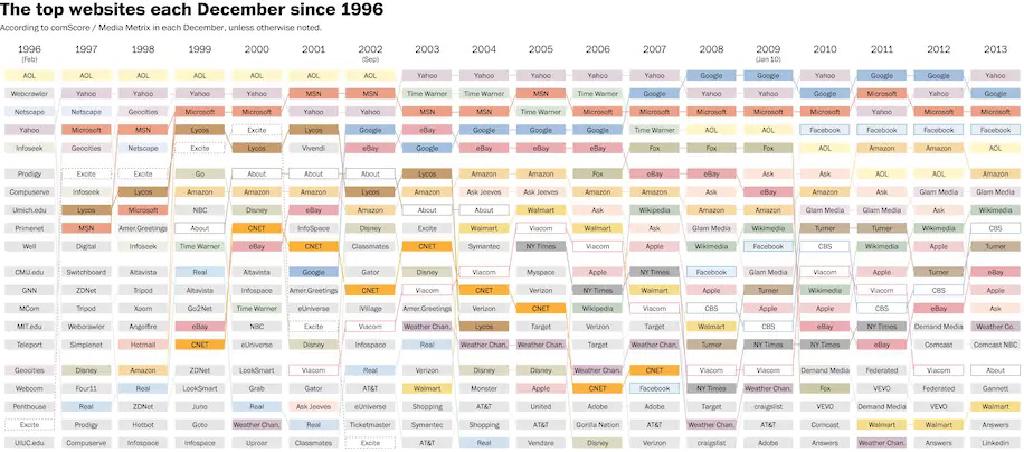 The top websites each December since 1996
According to comScore / Media Metrix in each December, unless otherwise noted.
1996 1997 1998 1999 2000 2001 2002 2003 2004 2005 2006 2007 2008 2009 2010 2011 2012 2013
(Feb) (Sep) (Jan 10)
AOL AOL AOL AOL AOL AOL AOL Yahoo Yahoo Yahoo Yahoo Yahoo Google Google Yahoo Google Google Yahoo
Webcrawler Yahoo Yahoo Yahoo Yahoo MSN MSN Time Warner Time Warner MSN Time Warner Google Yahoo Yahoo Google Microsoft Yahoo Google
Netscape Netscape Geocities Microsoft Microsoft Yahoo Yahoo MSN MSN Time Warner Microsoft Microsoft Microsoft Microsoft Microsoft Yahoo Microsoft Microsoft
Yahoo Microsoft MSN Lycos Excite Lycos Google eBay Google Google Google Time Warner AOL AOL Facebook Facebook Facebook Facebook
Infoseek Geocities Netscape Excite Lycos Vivendi eBay Google eBay eBay eBay Fox Fox Fox AOL Amazon Amazon AOL
Prodigy Excite Excite Go About About About Lycos Amazon Amazon Fox eBay eBay Ask Ask AOL AOL Amazon
Compuserve Infoseek Lycos Amazon Amazon Amazon Lycos Amazon Ask Jeeves Ask Jeeves Amazon Amazon Ask eBay Amazon Ask Glam Media Glam Media
Umich.edu Lycos Microsoft NBC Disney eBay Amazon About About Walmart Ask Wikipedia Amazon Amazon Glam Media Glam Media Ask Wikimedia
Primenet MSN Amer.Greetings About CNET InfoSpace Disney Excite Walmart Viacom Walmart Ask Glam Media Wikimedia Turner Turner Wikimedia CBS
Well Digital Infoseek Time Warner eBay CNET Classmates CNET Symantec NY Times Viacom Apple Wikimedia Facebook CBS Wikimedia Apple Turner
CMU.edu Switchboard Altavista Real Altavista Google Gator Disney Viacom Myspace Apple NY Times Facebook Glam Media Viacom Apple Turner eBay
GNN ZDNet Tripod Altavista Infospace Amer.Greetings CNET Viacom CNET Verizon NY Times Walmart Apple Turner Wikimedia Viacom CBS Apple
MCom Tripod Xoom Go2Net Time Warner eUniverse iVillage Amer.Greetings Verizon CNET Wikipedia Viacom CBS Apple Apple CBS eBay Ask
MIT.edu Webcrawler Angelfire eBay NBC Excite Viacom Weather Chan. Lycos Target Verizon Target Walmart CBS eBay NY Times Demand Media Weather Co.
Teleport Simplenet Hotmail CNET eUniverse Disney Infospace Real Weather Chan. Weather Chan. Target Weather Chan. Turner NY Times NY Times eBay Comcast Comcast NBC
Geocities Disney Amazon ZDNet LookSmart Viacom Real Verizon Disney Disney Weather Chan. CNET Viacom Viacom Demand Media Federated Viacom About
Webcom Four11 Real LookSmart Grab Gator AT&T Walmart Monster Apple CNET Facebook NY Times Weather Chan. Fox VEVO Federated Gannett
Penthouse Real ZDNet Juno Real Ask Jeeves eUniverse Shopping AT&T United Adobe Adobe Target craigslist VEVO Demand Media VEVO Walmart
Excite Prodigy Hotbot Goto Weather Chan. Real Ticketmaster Symantec Shopping AT&T Gorilla Nation AT&T Weather Chan. AT&T Comcast Walmart Walmart Answers
UIUC.edu Compuserve Infospace Infospace Uproar Classmates Excite AT&T Real Vendare Disney Verizon craigslist Adobe Answers Weather Chan. Answers Linkedin